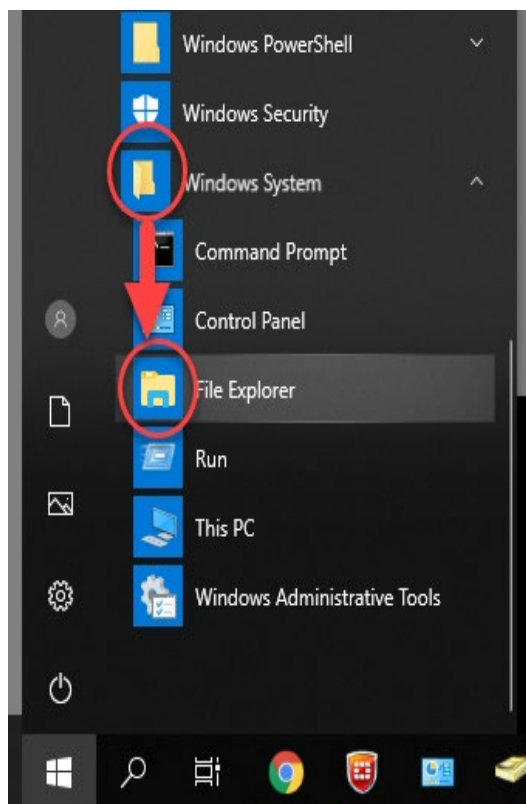 Windows PowerShell
Windows Security
Windows System
Command Prompt
Control Panel
File Explorer
Run
This PC
Windows Administrative Tools